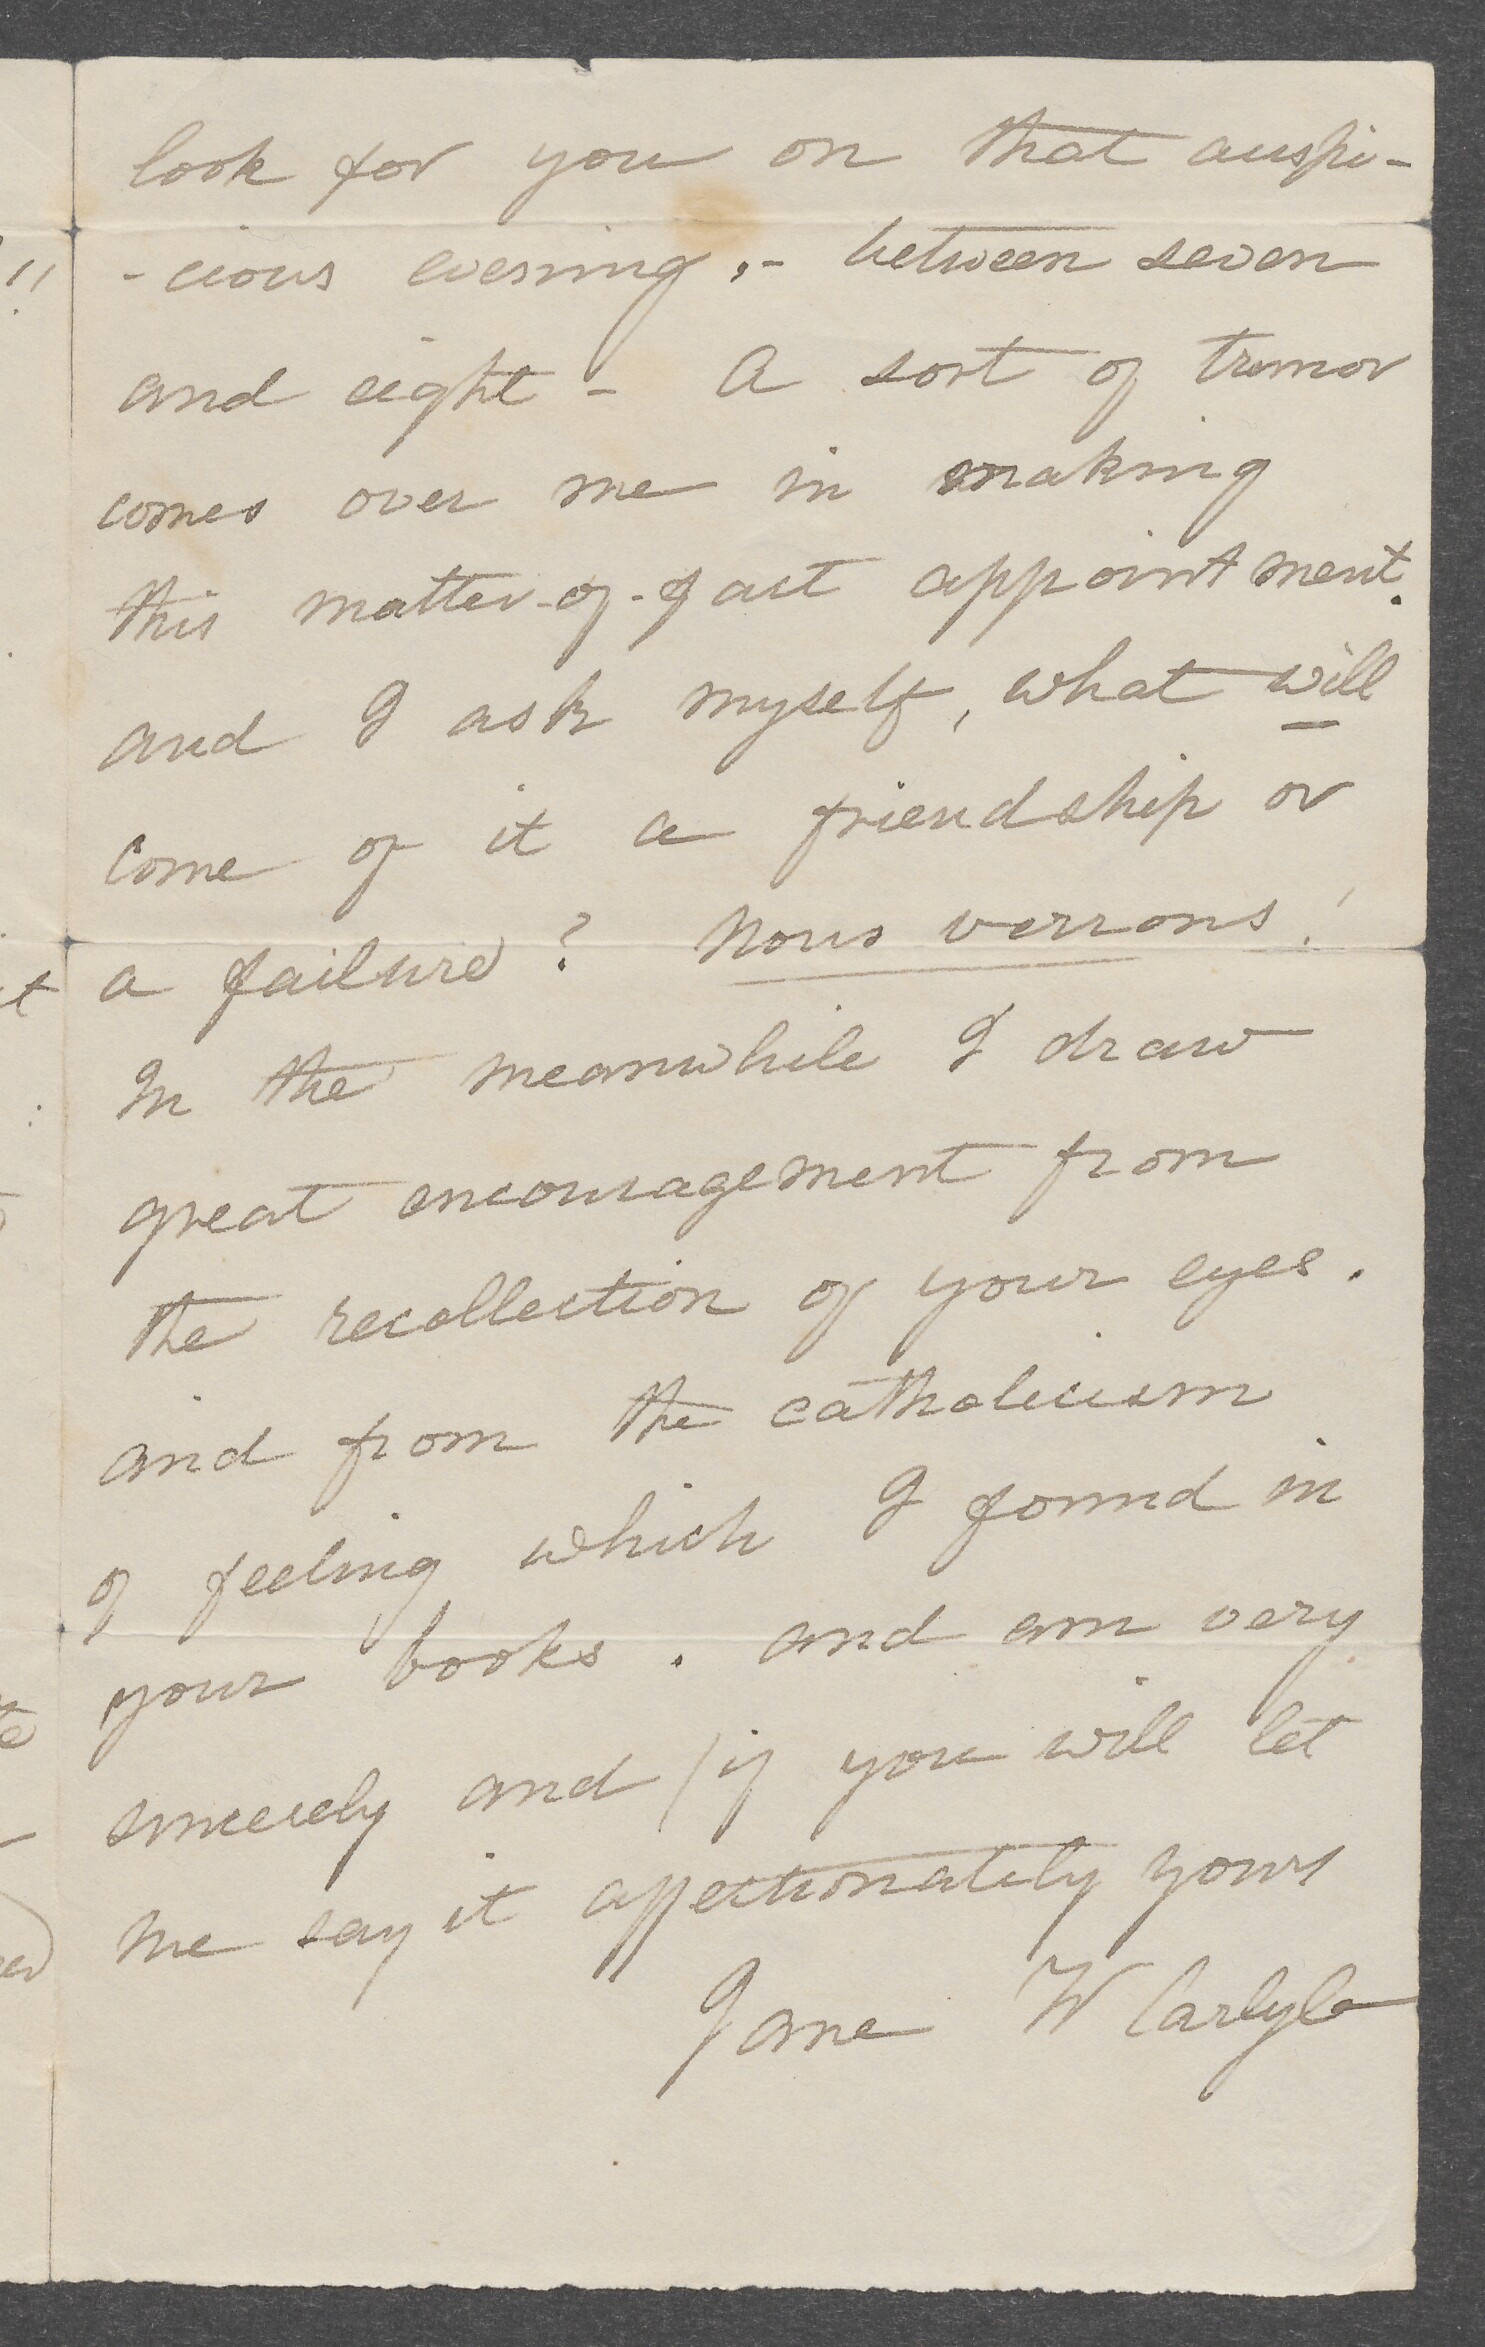 look for you on that auspi-
-cious evening,- between seven
and eight - A sort of tremor
comes over me in making
this matter-of-fact appointment.
and I ask myself, what will
come of it a friendship or
a failure? Nous verrons!
In the meanwhile I draw
great encouragement from
the recollection of your eyes.
and from the catholicism
of feeling which I found in
your books. and am very
sincerely and (if you will let
me say it affectionately yours
Jane W Carlyle